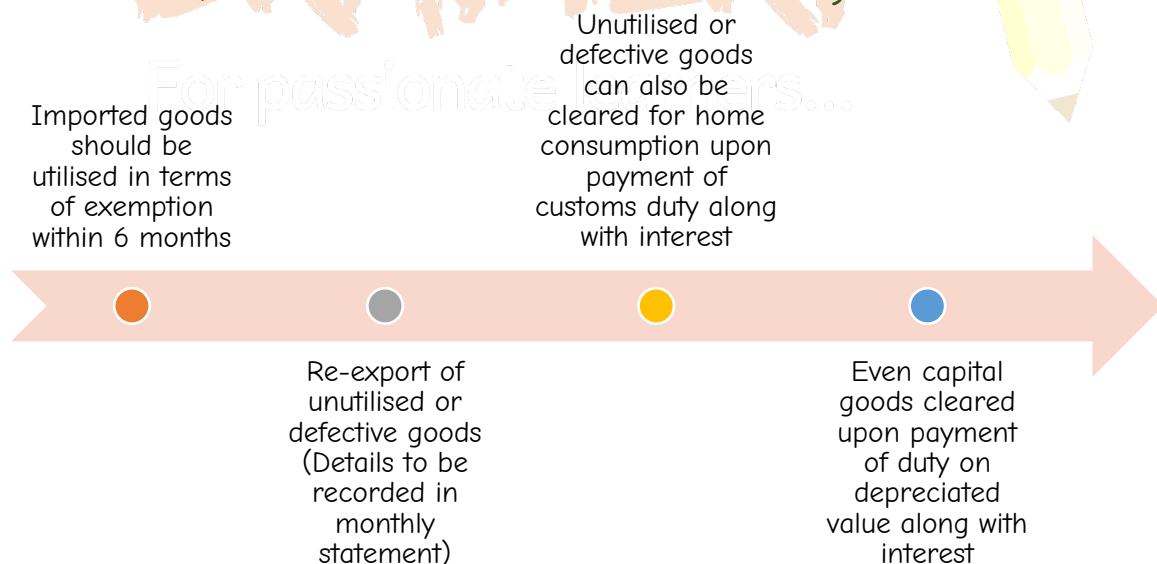 For passionate learners...
Imported goods
should be
utilised in terms
of exemption
within 6 months
Re-export of
unutilised or
defective goods
(Details to be
recorded in
monthly
statement)
Unutilised or
defective goods
can also be
cleared for home
consumption upon
payment of
customs duty along
with interest
Even capital
goods cleared
upon payment
of duty on
depreciated
value along with
interest